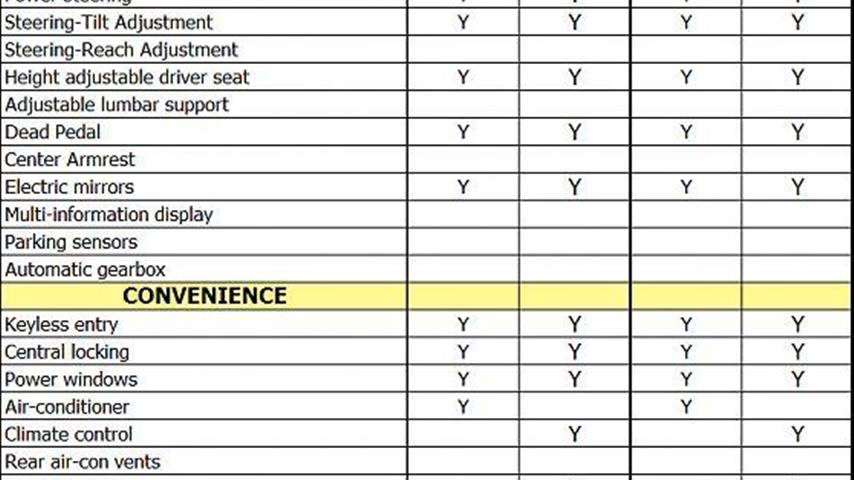 Power steering Y Y Y Y
Steering-Tilt Adjustment Y Y Y Y
Steering-Reach Adjustment
Height adjustable driver seat Y Y Y Y
Adjustable lumbar support
Dead Pedal Y Y Y Y
Center Armrest
Electric mirrors Y Y Y Y
Multi-information display
Parking sensors
Automatic gearbox
CONVENIENCE
Keyless entry Y Y Y Y
Central locking Y Y Y Y
Power windows Y Y Y Y
Air-conditioner Y Y
Climate control Y Y
Rear air-con vents